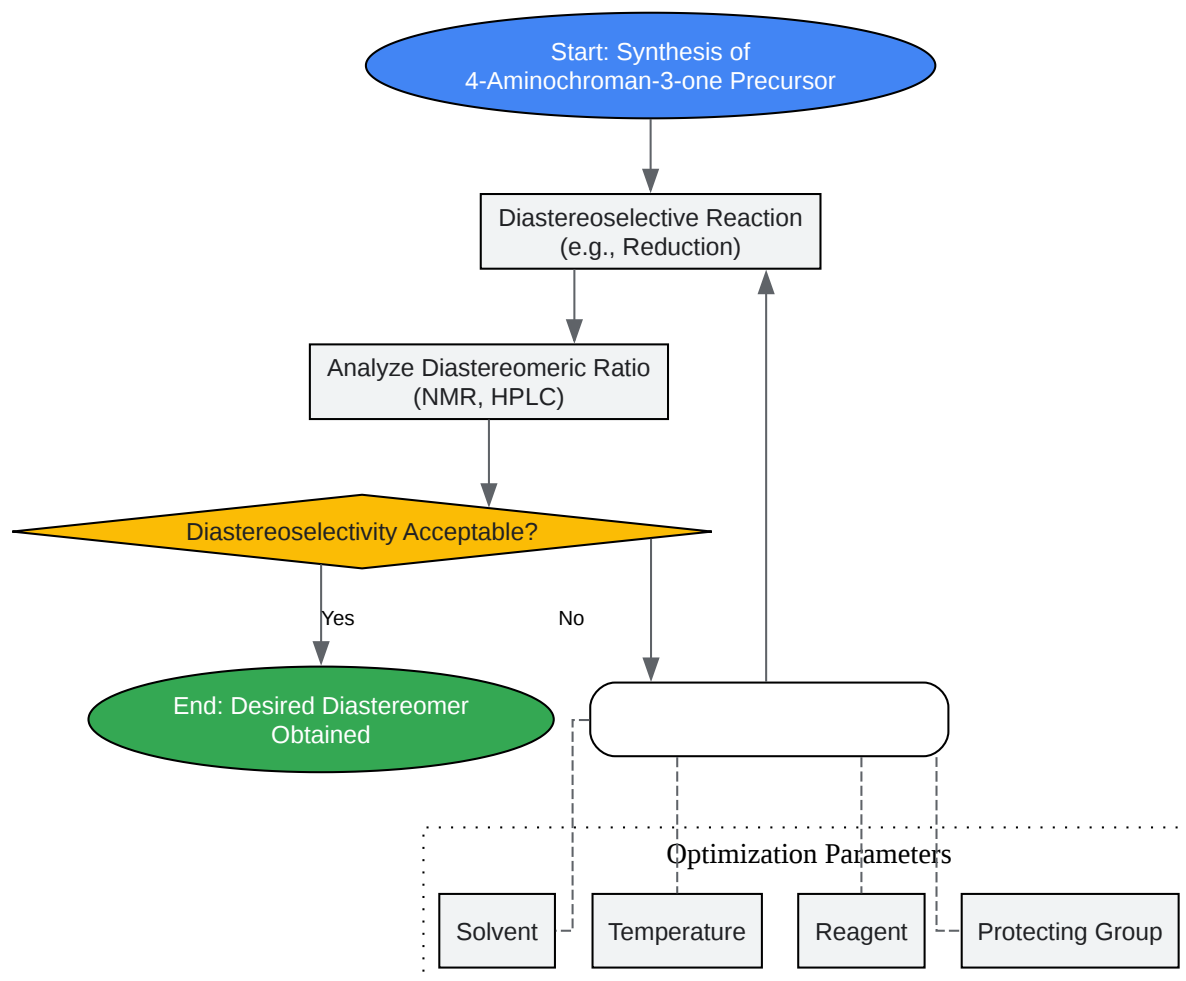 Start: Synthesis of
4-Aminochroman-3-one Precursor
Diastereoselective Reaction
(e.g., Reduction)
Analyze Diastereomeric Ratio
(NMR, HPLC)
Diastereoselectivity Acceptable?
Yes
No
End: Desired Diastereomer
Obtained
Optimization Parameters
Solvent
Temperature
Reagent
Protecting Group